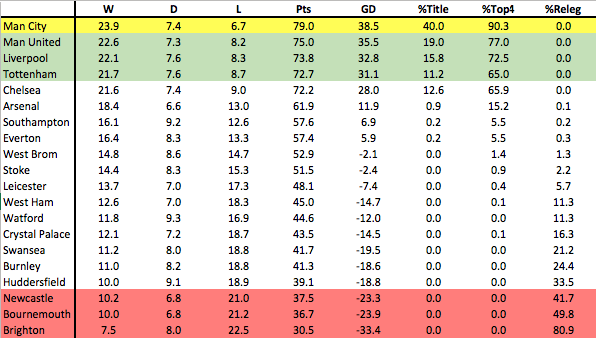 W D L Pts GD %Title %Top4 %Releg
Man City 23.9 7.4 6.7 79.0 38.5 40.0 90.3 0.0
Man United 22.6 7.3 8.2 75.0 35.5 19.0 77.0 0.0
Liverpool 22.1 7.6 8.3 73.8 32.8 15.8 72.5 0.0
Tottenham 21.7 7.6 8.7 72.7 31.1 11.2 65.0 0.0
Chelsea 21.6 7.4 9.0 72.2 28.0 12.6 65.9 0.0
Arsenal 18.4 6.6 13.0 61.9 11.9 0.9 15.2 0.1
Southampton 16.1 9.2 12.6 57.6 6.9 0.2 5.5 0.2
Everton 16.4 8.3 13.3 57.4 5.9 0.2 5.5 0.3
West Brom 14.8 8.6 14.7 52.9 -2.1 0.0 1.4 1.3
Stoke 14.4 8.3 15.3 51.5 -2.4 0.0 0.9 2.2
Leicester 13.7 7.0 17.3 48.1 -7.4 0.0 0.4 5.7
West Ham 12.6 7.0 18.3 45.0 -14.7 0.0 0.1 11.3
Watford 11.8 9.3 16.9 44.6 -12.0 0.0 0.0 11.3
Crystal Palace 12.1 7.2 18.7 43.5 -14.5 0.0 0.1 16.3
Swansea 11.2 8.0 18.8 41.7 -19.5 0.0 0.0 21.2
Burnley 11.0 8.2 18.8 41.3 -18.6 0.0 0.0 24.4
Huddersfield 10.0 9.1 18.9 39.1 -18.8 0.0 0.0 33.5
Newcastle 10.2 6.8 21.0 37.5 -23.3 0.0 0.0 41.7
Bournemouth 10.0 6.8 21.2 36.7 -23.9 0.0 0.0 49.8
Brighton 7.5 8.0 22.5 30.5 -33.4 0.0 0.0 80.9